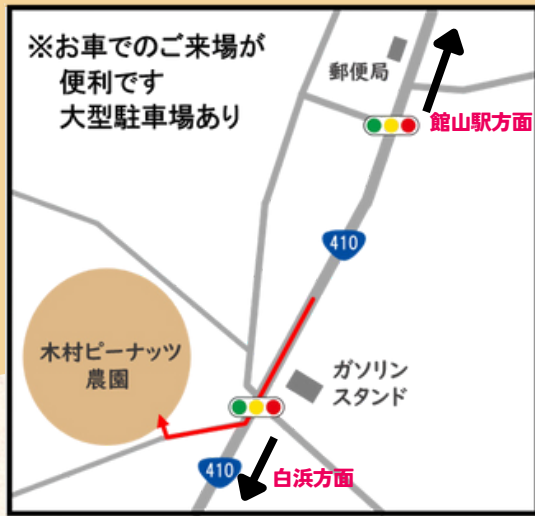 ※お車でのご来場が
便利です
大型駐車場あり
郵便局
館山駅方面
410
木村ピーナッツ
農園
ガソリン
スタンド
410
白浜方面